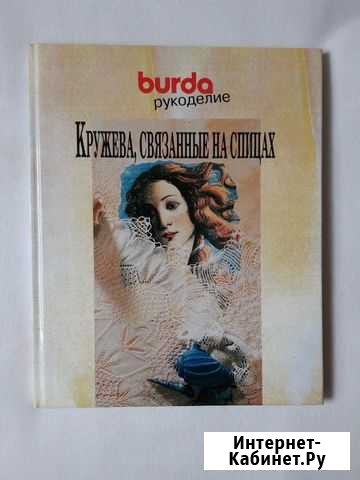 burda
рукоделие
Кружева, связанные на спицах
Интернет-
Кабинет.Ру